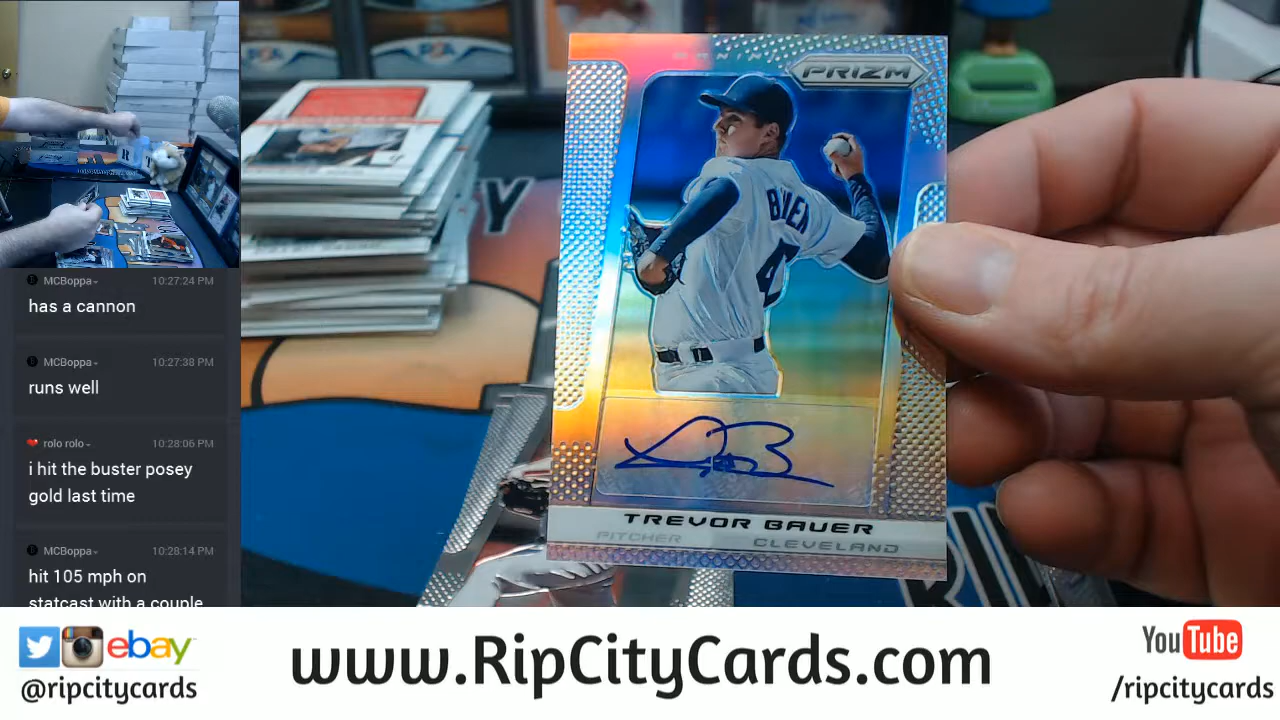 MCBoppa
10:27:24 PM
has a cannon
MCBoppa
10:27:38 PM
runs well
rolo rolo
10:28:06 PM
i hit the buster posey
gold last time
MCBoppa
10:28:14 PM
hit 105 mph on
statcast with a couple
PRIZM
BAUER
4
TREVOR BAUER
PITCHER
CLEVELAND
ebay
@ripcitycards
www.RipCityCards.com
YouTube
/ripcitycards